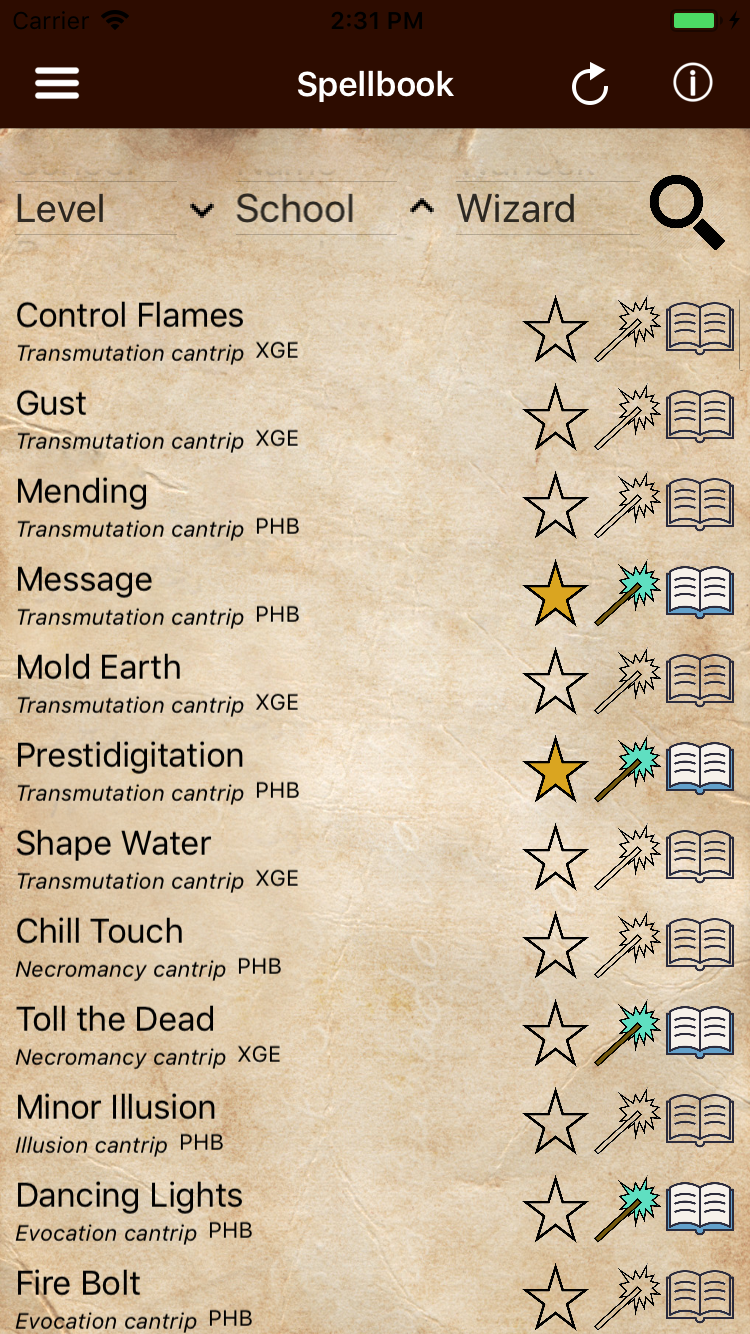 Carrier 2:31 PM
Spellbook
Level School Wizard
Control Flames
Transmutation cantrip XGE
Gust
Transmutation cantrip XGE
Mending
Transmutation cantrip PHB
Message
Transmutation cantrip PHB
Mold Earth
Transmutation cantrip XGE
Prestidigitation
Transmutation cantrip PHB
Shape Water
Transmutation cantrip XGE
Chill Touch
Necromancy cantrip PHB
Toll the Dead
Necromancy cantrip XGE
Minor Illusion
Illusion cantrip PHB
Dancing Lights
Evocation cantrip PHB
Fire Bolt
Evocation cantrip PHB